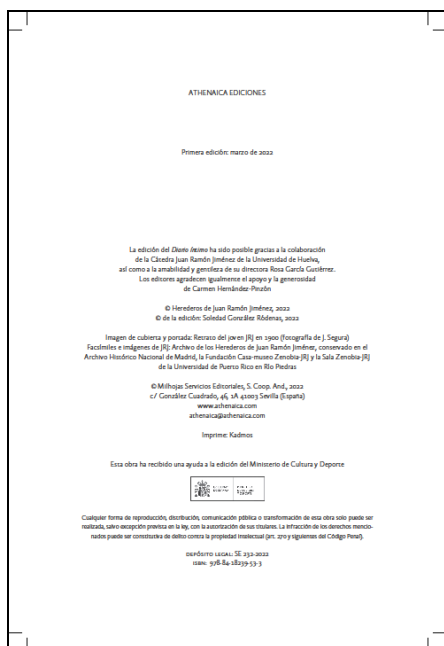 ATHENAICA EDICIONES
Primera edición: marzo de 2022
La edición del Diario íntimo ha sido posible gracias a la colaboración
de la Cátedra Juan Ramón Jiménez de la Universidad de Huelva,
así como a la amabilidad y gentileza de su directora Rosa García Gutiérrez.
Los editores agradecen igualmente el apoyo y la generosidad
de Carmen Hernández-Pinzón
© Herederos de Juan Ramón Jiménez, 2022
© de la edición: Soledad González Ródenas, 2022
Imagen de cubierta y portada: Retrato del joven JRJ en 1900 (fotografía de J. Segura)
Facsímiles e imágenes de JRJ: Archivo de los Herederos de Juan Ramón Jiménez, conservado en el
Archivo Histórico Nacional de Madrid, la Fundación Casa-museo Zenobia-JRJ y la Sala Zenobia-JRJ
de la Universidad de Puerto Rico en Río Piedras
© Milhojas Servicios Editoriales, S. Coop. And., 2022
c/ González Cuadrado, 46, 1A 41003 Sevilla (España)
www.athenaica.com
athenaica@athenaica.com
Imprime: Kadmos
Esta obra ha recibido una ayuda a la edición del Ministerio de Cultura y Deporte
Cualquier forma de reproducción, distribución, comunicación pública o transformación de esta obra solo puede ser
realizada, salvo excepción prevista en la ley, con la autorización de sus titulares. La infracción de los derechos mencio-
nados puede ser constitutiva de delito contra la propiedad intelectual (art. 270 y siguientes del Código Penal).
DEPÓSITO LEGAL: SE 232-2022
ISBN: 978-84-18239-53-3